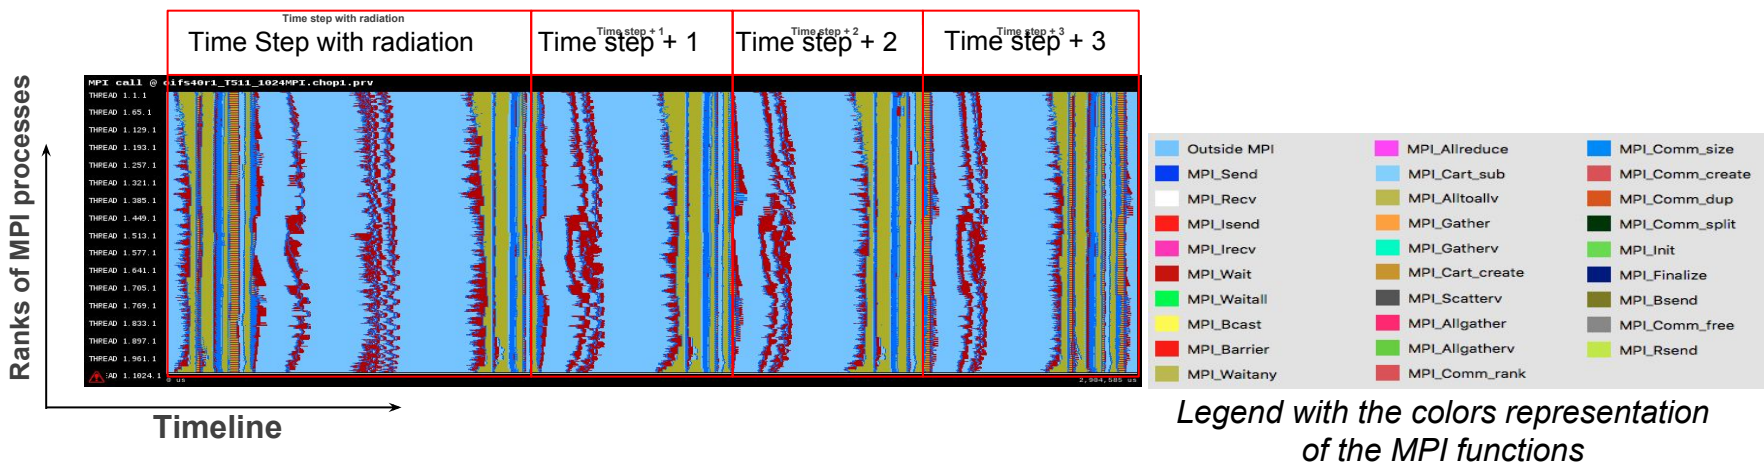 Time step with radiation
Time Step with radiation
Time step + 1
Time step + 1
Time step + 2
Time step + 2
Time step + 3
Time step + 3
MPI call @ oifs40r1_T511_1024MPI.chop1.prv
THREAD 1.1.1
THREAD 1.65.1
THREAD 1.129.1
THREAD 1.193.1
THREAD 1.257.1
THREAD 1.321.1
THREAD 1.385.1
THREAD 1.449.1
THREAD 1.513.1
THREAD 1.577.1
THREAD 1.641.1
THREAD 1.705.1
THREAD 1.769.1
THREAD 1.833.1
THREAD 1.897.1
THREAD 1.961.1
EAD 1.1024.1
0 us
2,904,585 us
Ranks of MPI processes
Timeline
Outside MPI
MPI_Send
MPI_Recv
MPI_Isend
MPI_Irecv
MPI_Wait
MPI_Waitall
MPI_Bcast
MPI_Barrier
MPI_Waitany
MPI_Allreduce
MPI_Cart_sub
MPI_Alltoallv
MPI_Gather
MPI_Gatherv
MPI_Cart_create
MPI_Scatterv
MPI_Allgather
MPI_Allgatherv
MPI_Comm_rank
MPI_Comm_size
MPI_Comm_create
MPI_Comm_dup
MPI_Comm_split
MPI_Init
MPI_Finalize
MPI_Bsend
MPI_Comm_free
MPI_Rsend
Legend with the colors representation
of the MPI functions